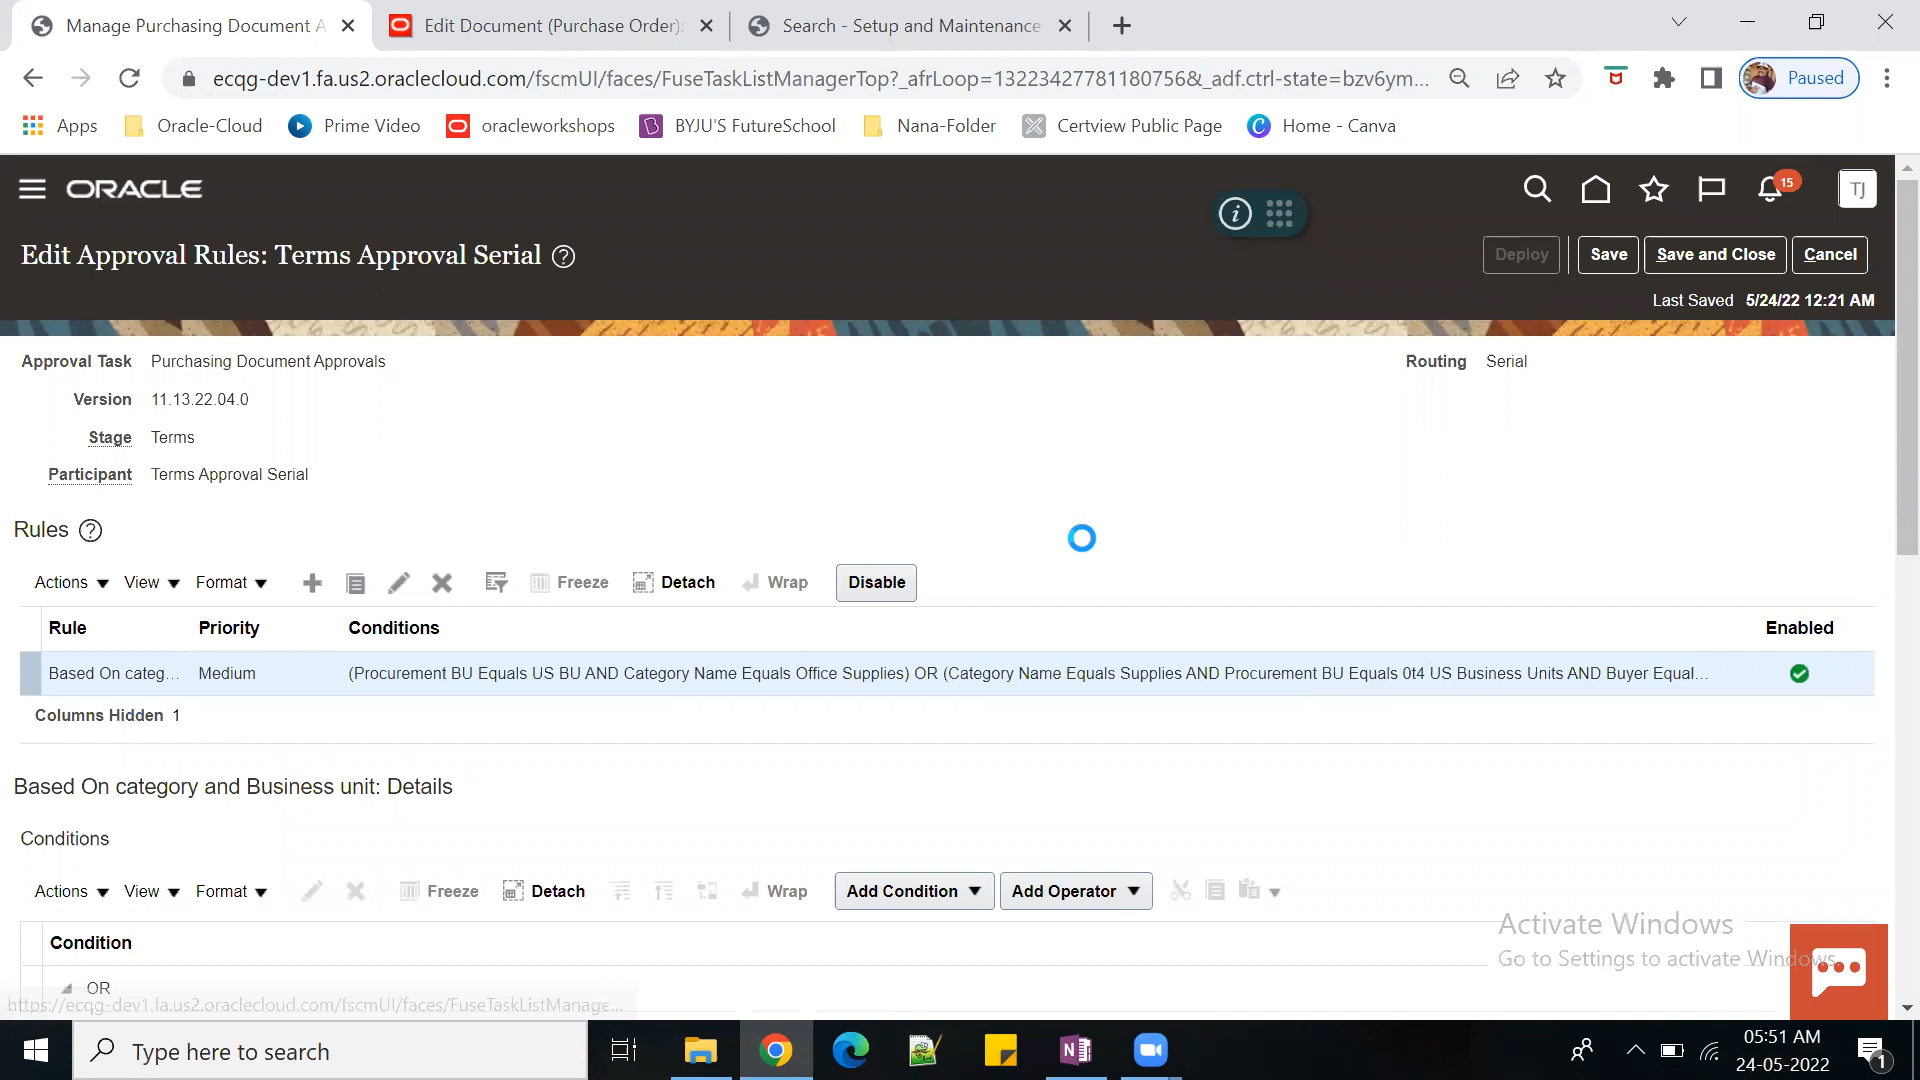 Manage Purchasing Document A
Edit Document (Purchase Order):
Search - Setup and Maintenance
ecqg-dev1.fa.us2.oraclecloud.com/fscmUI/faces/FuseTaskListManagerTop?_afrLoop=13223427781180756&_adf.ctrl-state=bzv6ym...
Paused
Apps
Oracle-Cloud
Prime Video
oracleworkshops
BYJU'S FutureSchool
Nana-Folder
Certview Public Page
Home - Canva
ORACLE
15
TJ
Edit Approval Rules: Terms Approval Serial
Deploy
Save
Save and Close
Cancel
Last Saved 5/24/22 12:21 AM
Approval Task Purchasing Document Approvals
Routing Serial
Version 11.13.22.04.0
Stage Terms
Participant Terms Approval Serial
Rules
Actions View Format Freeze Detach Wrap Disable
Rule Priority Conditions Enabled
Based On categ... Medium (Procurement BU Equals US BU AND Category Name Equals Office Supplies) OR (Category Name Equals Supplies AND Procurement BU Equals 0t4 US Business Units AND Buyer Equal...
Columns Hidden 1
Based On category and Business unit: Details
Conditions
Actions View Format Freeze Detach Wrap Add Condition Add Operator
Condition
OR
Activate Windows
Go to Settings to activate Windows.
https://ecqg-dev1.fa.us2.oraclecloud.com/fscmUI/faces/FuseTaskListManage...
Type here to search
05:51 AM
24-05-2022
1